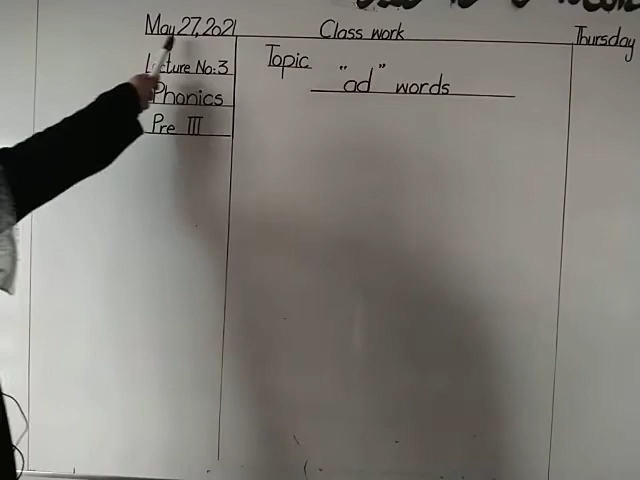 May 27, 2021 Class work Thursday
Lecture No:3
Topic "ad" words
Phonics
Pre III